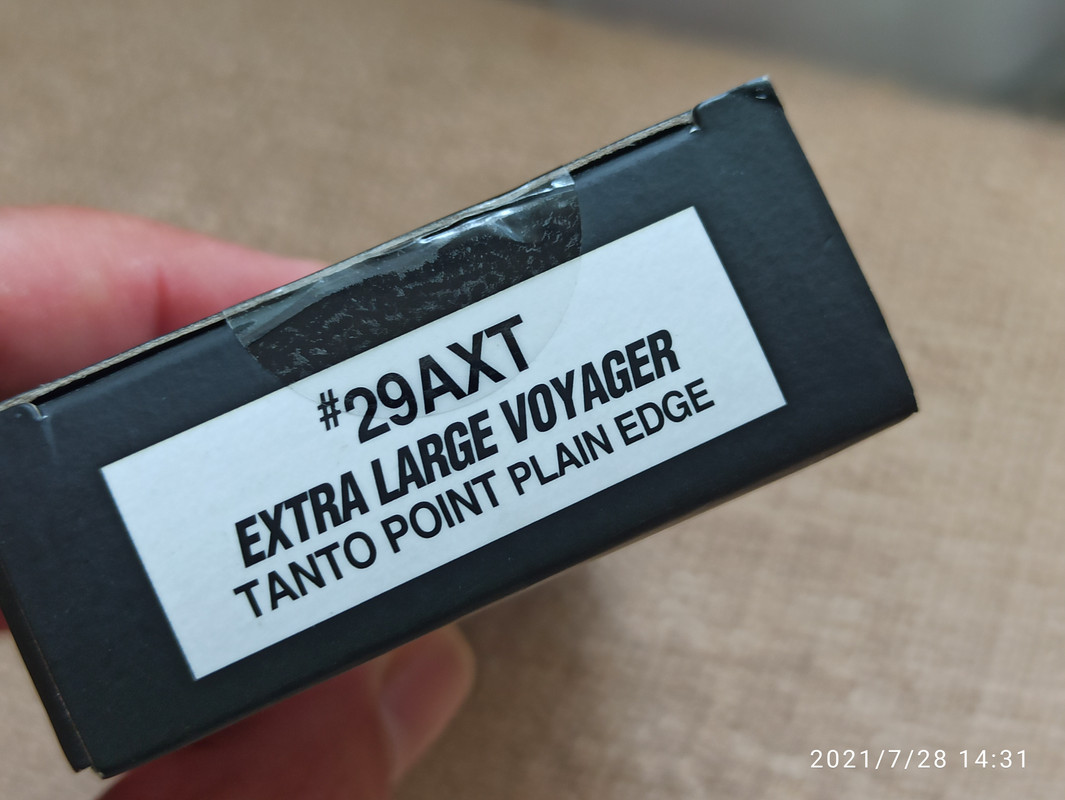 #29AXT
EXTRA LARGE VOYAGER
TANTO POINT PLAIN EDGE
2021/7/28 14:31